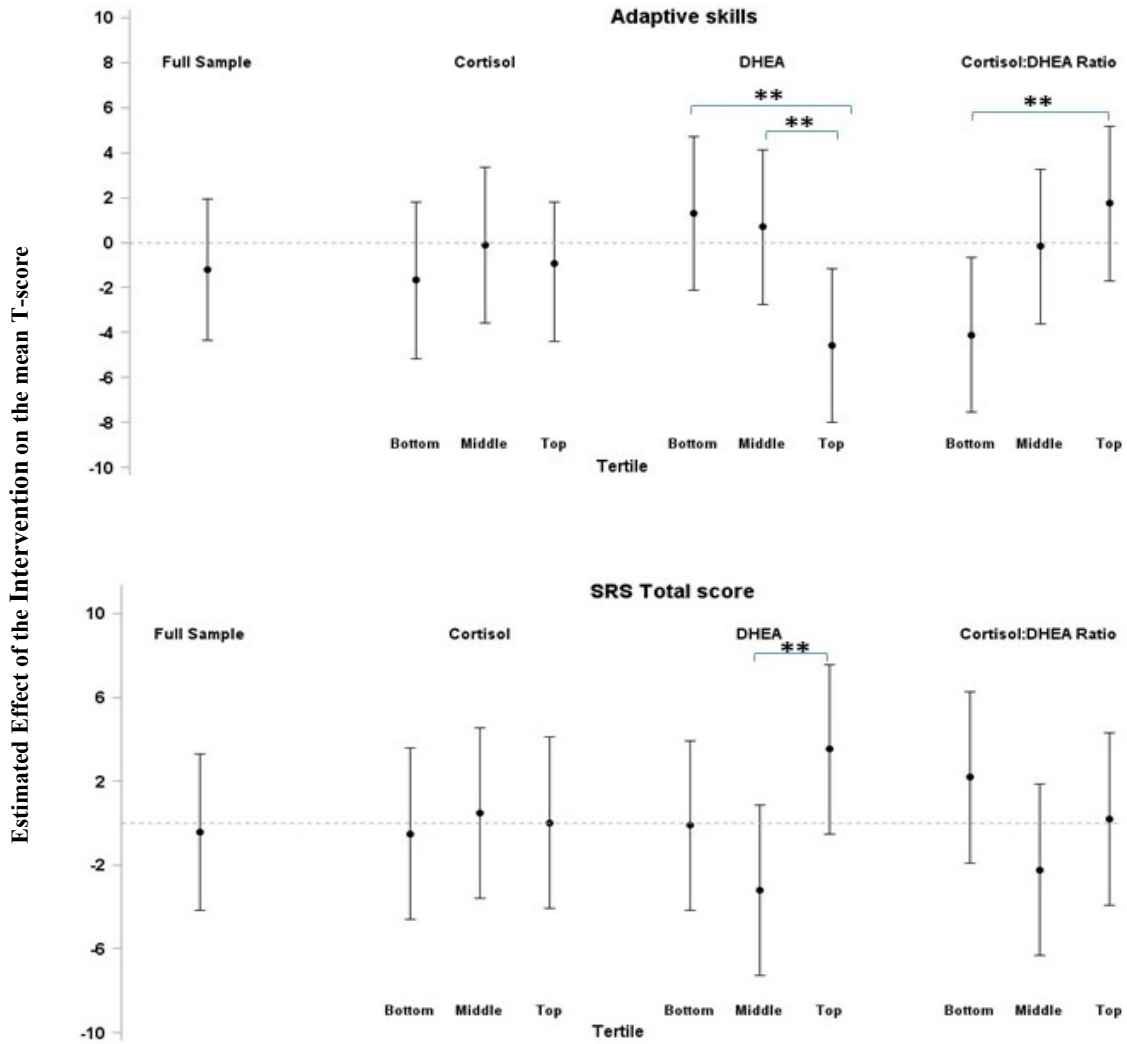 Estimated Effect of the Intervention on the mean T-score
Adaptive skills
Full Sample Cortisol DHEA Cortisol:DHEA Ratio
10
8
6
4
2
0
-2
-4
-6
-8
-10
** ** **
Bottom Middle Top Bottom Middle Top Bottom Middle Top
Tertile
SRS Total score
Full Sample Cortisol DHEA Cortisol:DHEA Ratio
10
6
2
-2
-6
-10
**
Bottom Middle Top Bottom Middle Top Bottom Middle Top
Tertile